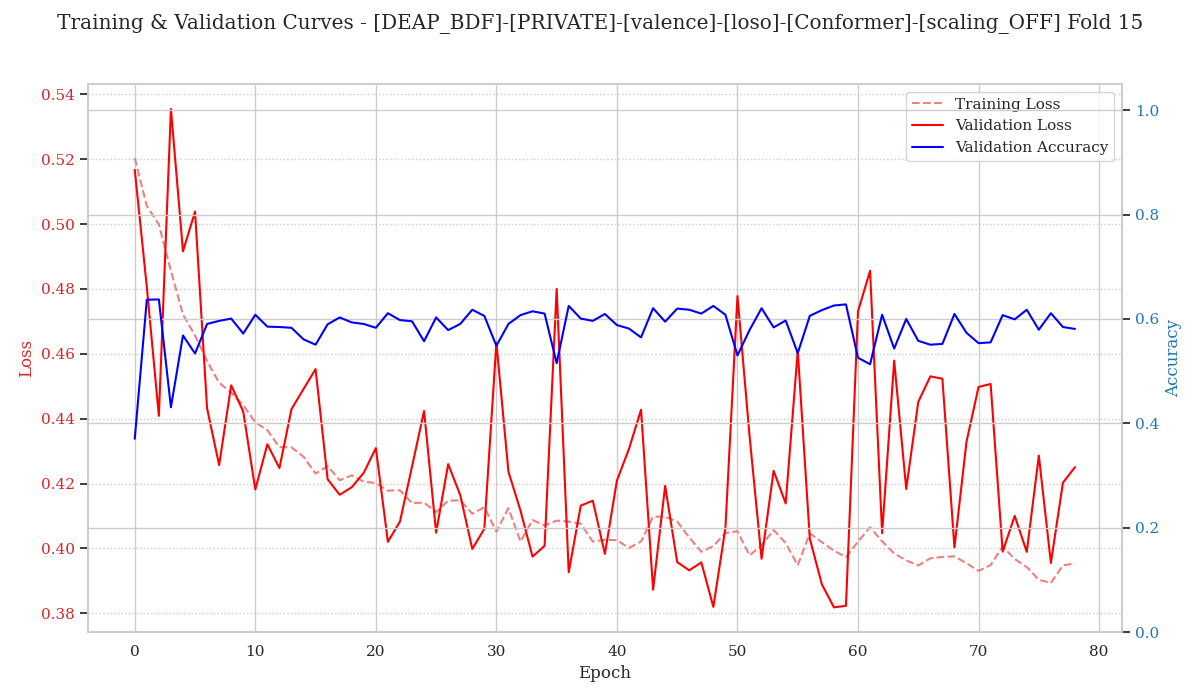 Training & Validation Curves - [DEAP_BDF]-[PRIVATE]-[valence]-[loso]-[Conformer]-[scaling_OFF] Fold 15
Training Loss
Validation Loss
Validation Accuracy
Loss
0.54
0.52
0.50
0.48
0.46
0.44
0.42
0.40
0.38
1.0
0.8
0.6
0.4
0.2
0.0
Accuracy
0 10 20 30 40 50 60 70 80
Epoch